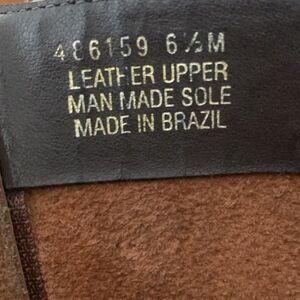 486159 6½M
LEATHER UPPER
MAN MADE SOLE
MADE IN BRAZIL